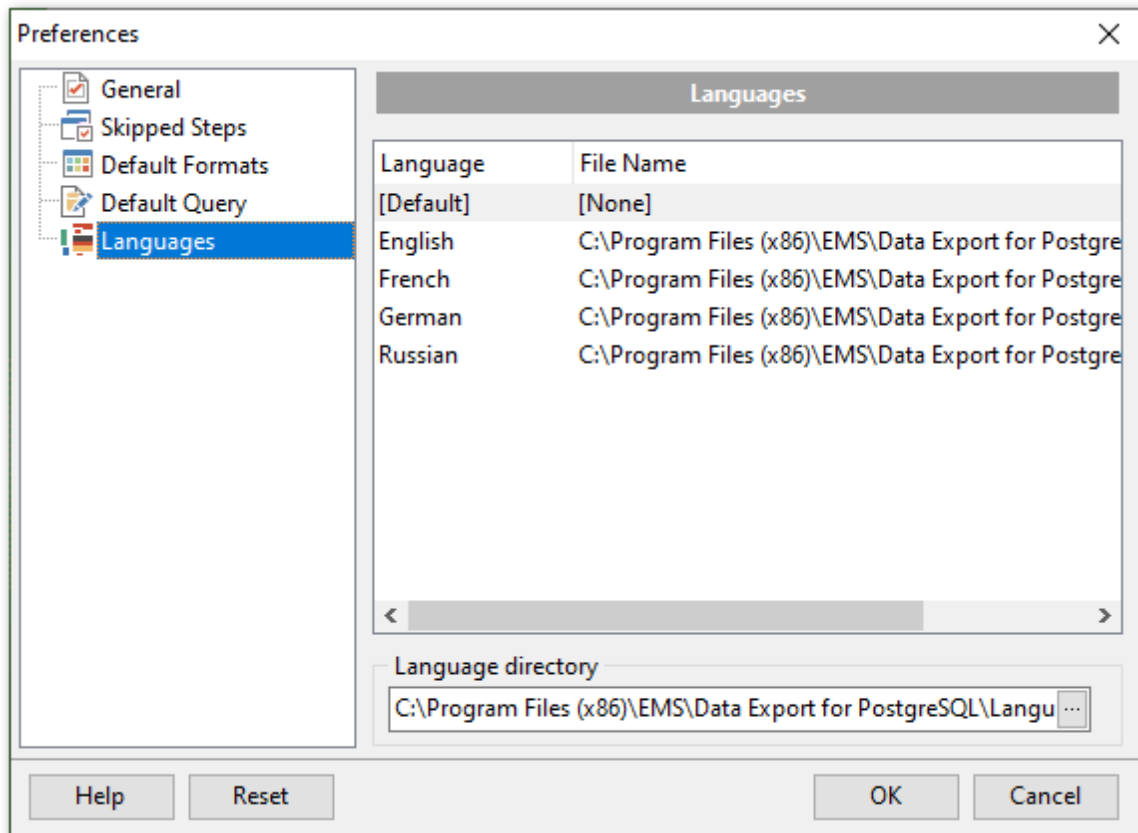 Preferences
General
Skipped Steps
Default Formats
Default Query
Languages
Languages
Language File Name
[Default] [None]
English C:\Program Files (x86)\EMS\Data Export for Postgre
French C:\Program Files (x86)\EMS\Data Export for Postgre
German C:\Program Files (x86)\EMS\Data Export for Postgre
Russian C:\Program Files (x86)\EMS\Data Export for Postgre
Language directory
C:\Program Files (x86)\EMS\Data Export for PostgreSQL\Langu ...
Help Reset OK Cancel